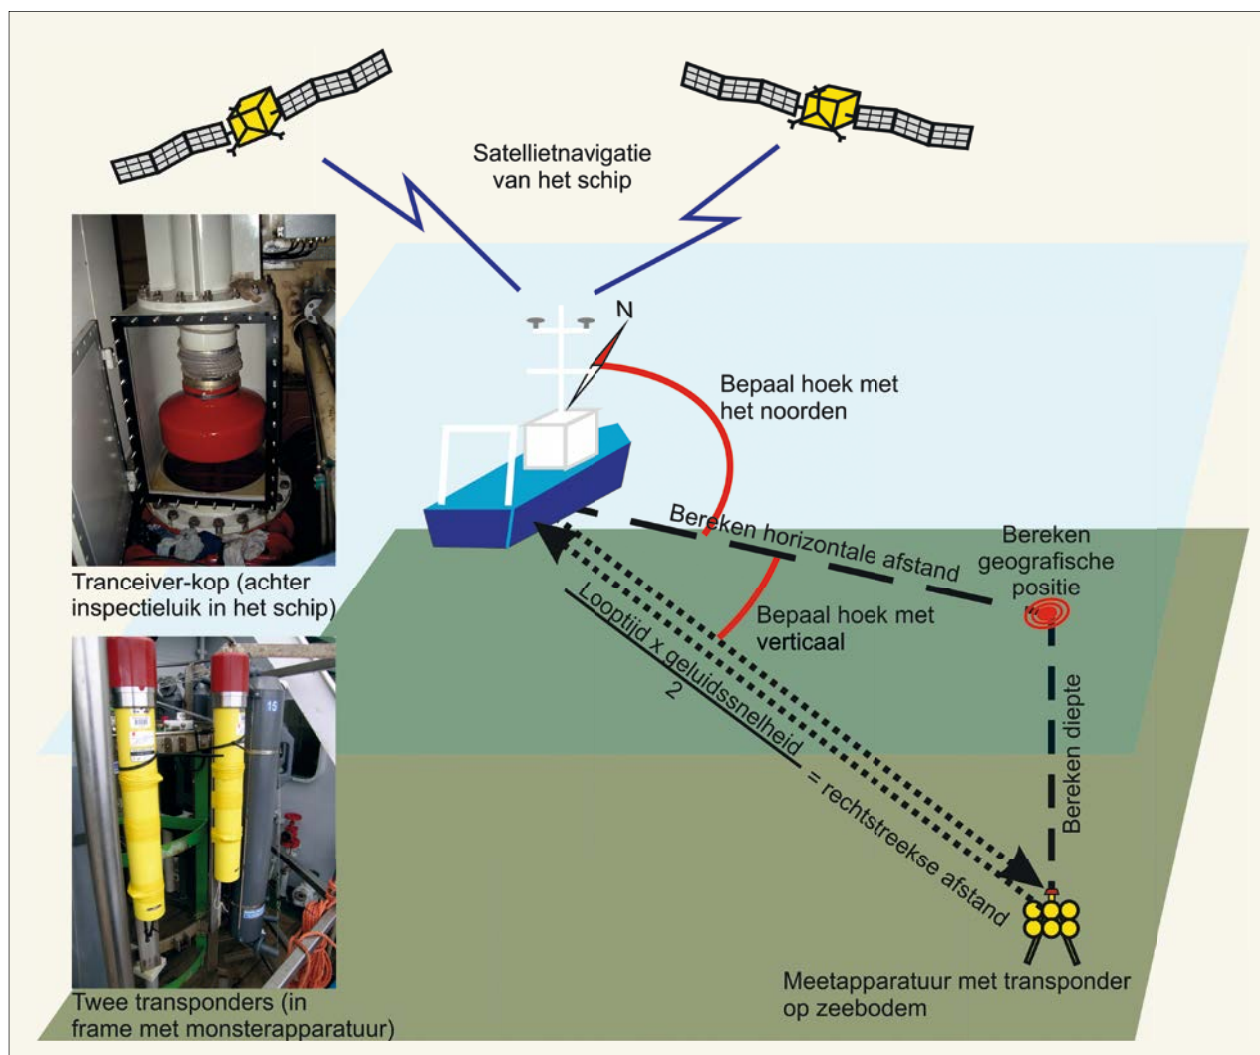 Satellietnavigatie
van het schip
N
Bepaal hoek met
het noorden
Bereken horizontale afstand
Bereken
geografische
positie
Bepaal hoek met
verticaal
Looptijd x geluidssnelheid
2
= rechtstreekse afstand
Bereken diepte
Meetapparatuur met transponder
op zeebodem
Tranceiver-kop (achter
inspectieluik in het schip)
15
Twee transponders (in
frame met monsterapparatuur)